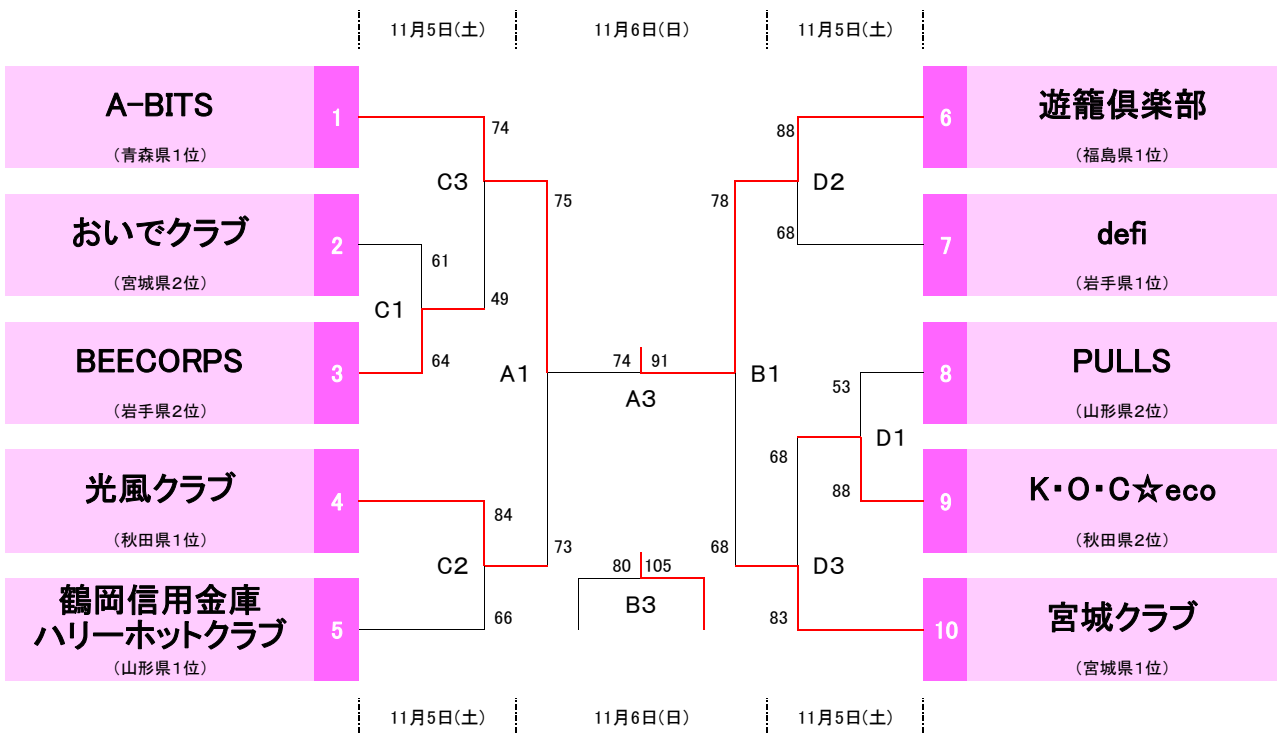 11月5日(土)
11月6日(日)
11月5日(土)
A-BITS
(青森県1位)
1
おいでクラブ
(宮城県2位)
2
BEECORPS
(岩手県2位)
3
光風クラブ
(秋田県1位)
4
鶴岡信用金庫
ハリーホットクラブ
(山形県1位)
5
74
C3
75
61
C1
49
64
A1
84
C2
73
66
74
91
A3
80
105
B3
88
D2
78
68
B1
53
D1
68
88
68
D3
83
6
遊籠倶楽部
(福島県1位)
7
defi
(岩手県1位)
8
PULLS
(山形県2位)
9
K・O・C☆eco
(秋田県2位)
10
宮城クラブ
(宮城県1位)
11月5日(土)
11月6日(日)
11月5日(土)